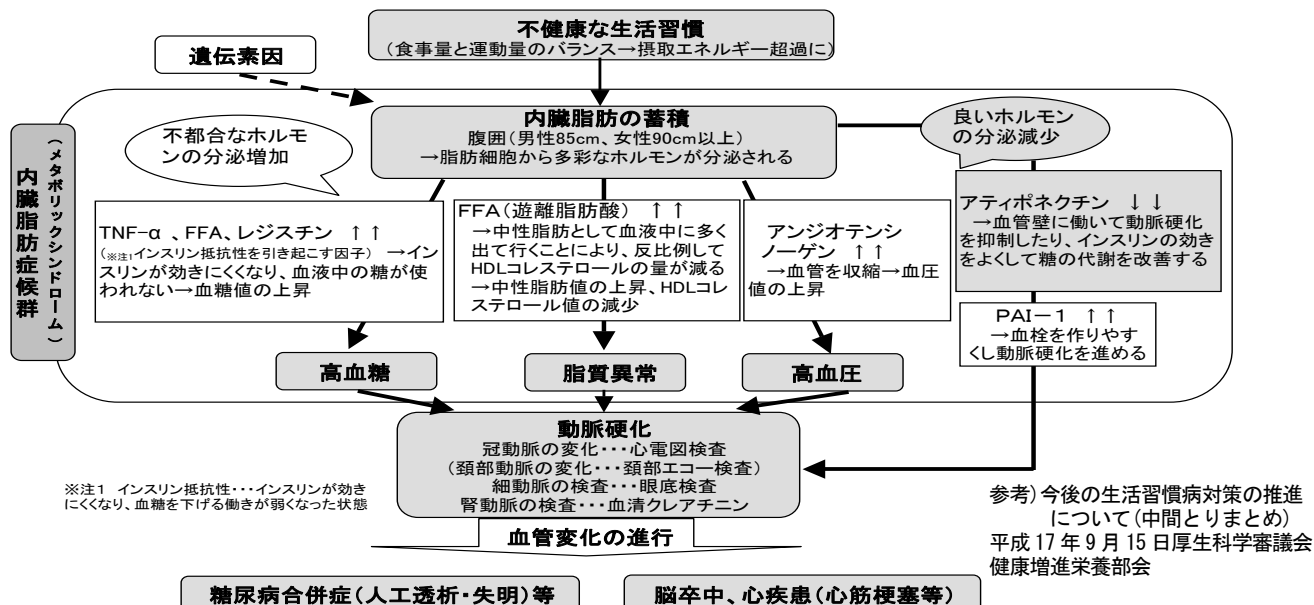 不健康な生活習慣
(食事量と運動量のバランス→摂取エネルギー超過に)
遺伝素因
内臓脂肪症候群
(メタボリックシンドローム)
内臓脂肪の蓄積
腹囲(男性85cm、女性90cm以上)
→脂肪細胞から多彩なホルモンが分泌される
不都合なホルモ
ンの分泌増加
良いホルモン
の分泌減少
TNF-α 、FFA、レジスチン ↑ ↑
(※注1インスリン抵抗性を引き起こす因子) →イン
スリンが効きにくくなり、血液中の糖が使
われない→血糖値の上昇
FFA(遊離脂肪酸) ↑ ↑
→中性脂肪として血液中に多く
出て行くことにより、反比例して
HDLコレステロールの量が減る
→中性脂肪値の上昇、HDLコレ
ステロール値の減少
アンジオテンシ
ノーゲン ↑↑
→血管を収縮→血圧
値の上昇
アティポネクチン ↓ ↓
→血管壁に働いて動脈硬化
を抑制したり、インスリンの効き
をよくして糖の代謝を改善する
PAI-1 ↑ ↑
→血栓を作りやす
くし動脈硬化を進める
高血糖
脂質異常
高血圧
動脈硬化
冠動脈の変化・・・心電図検査
(頚部動脈の変化・・・頚部エコー検査)
細動脈の検査・・・眼底検査
腎動脈の検査・・・血清クレアチニン
※注1 インスリン抵抗性・・・インスリンが効き
にくくなり、血糖を下げる働きが弱くなった状態
血管変化の進行
参考) 今後の生活習慣病対策の推進
について(中間とりまとめ)
平成 17 年 9 月 15 日厚生科学審議会
健康増進栄養部会
糖尿病合併症(人工透析・失明)等
脳卒中、心疾患(心筋梗塞等)